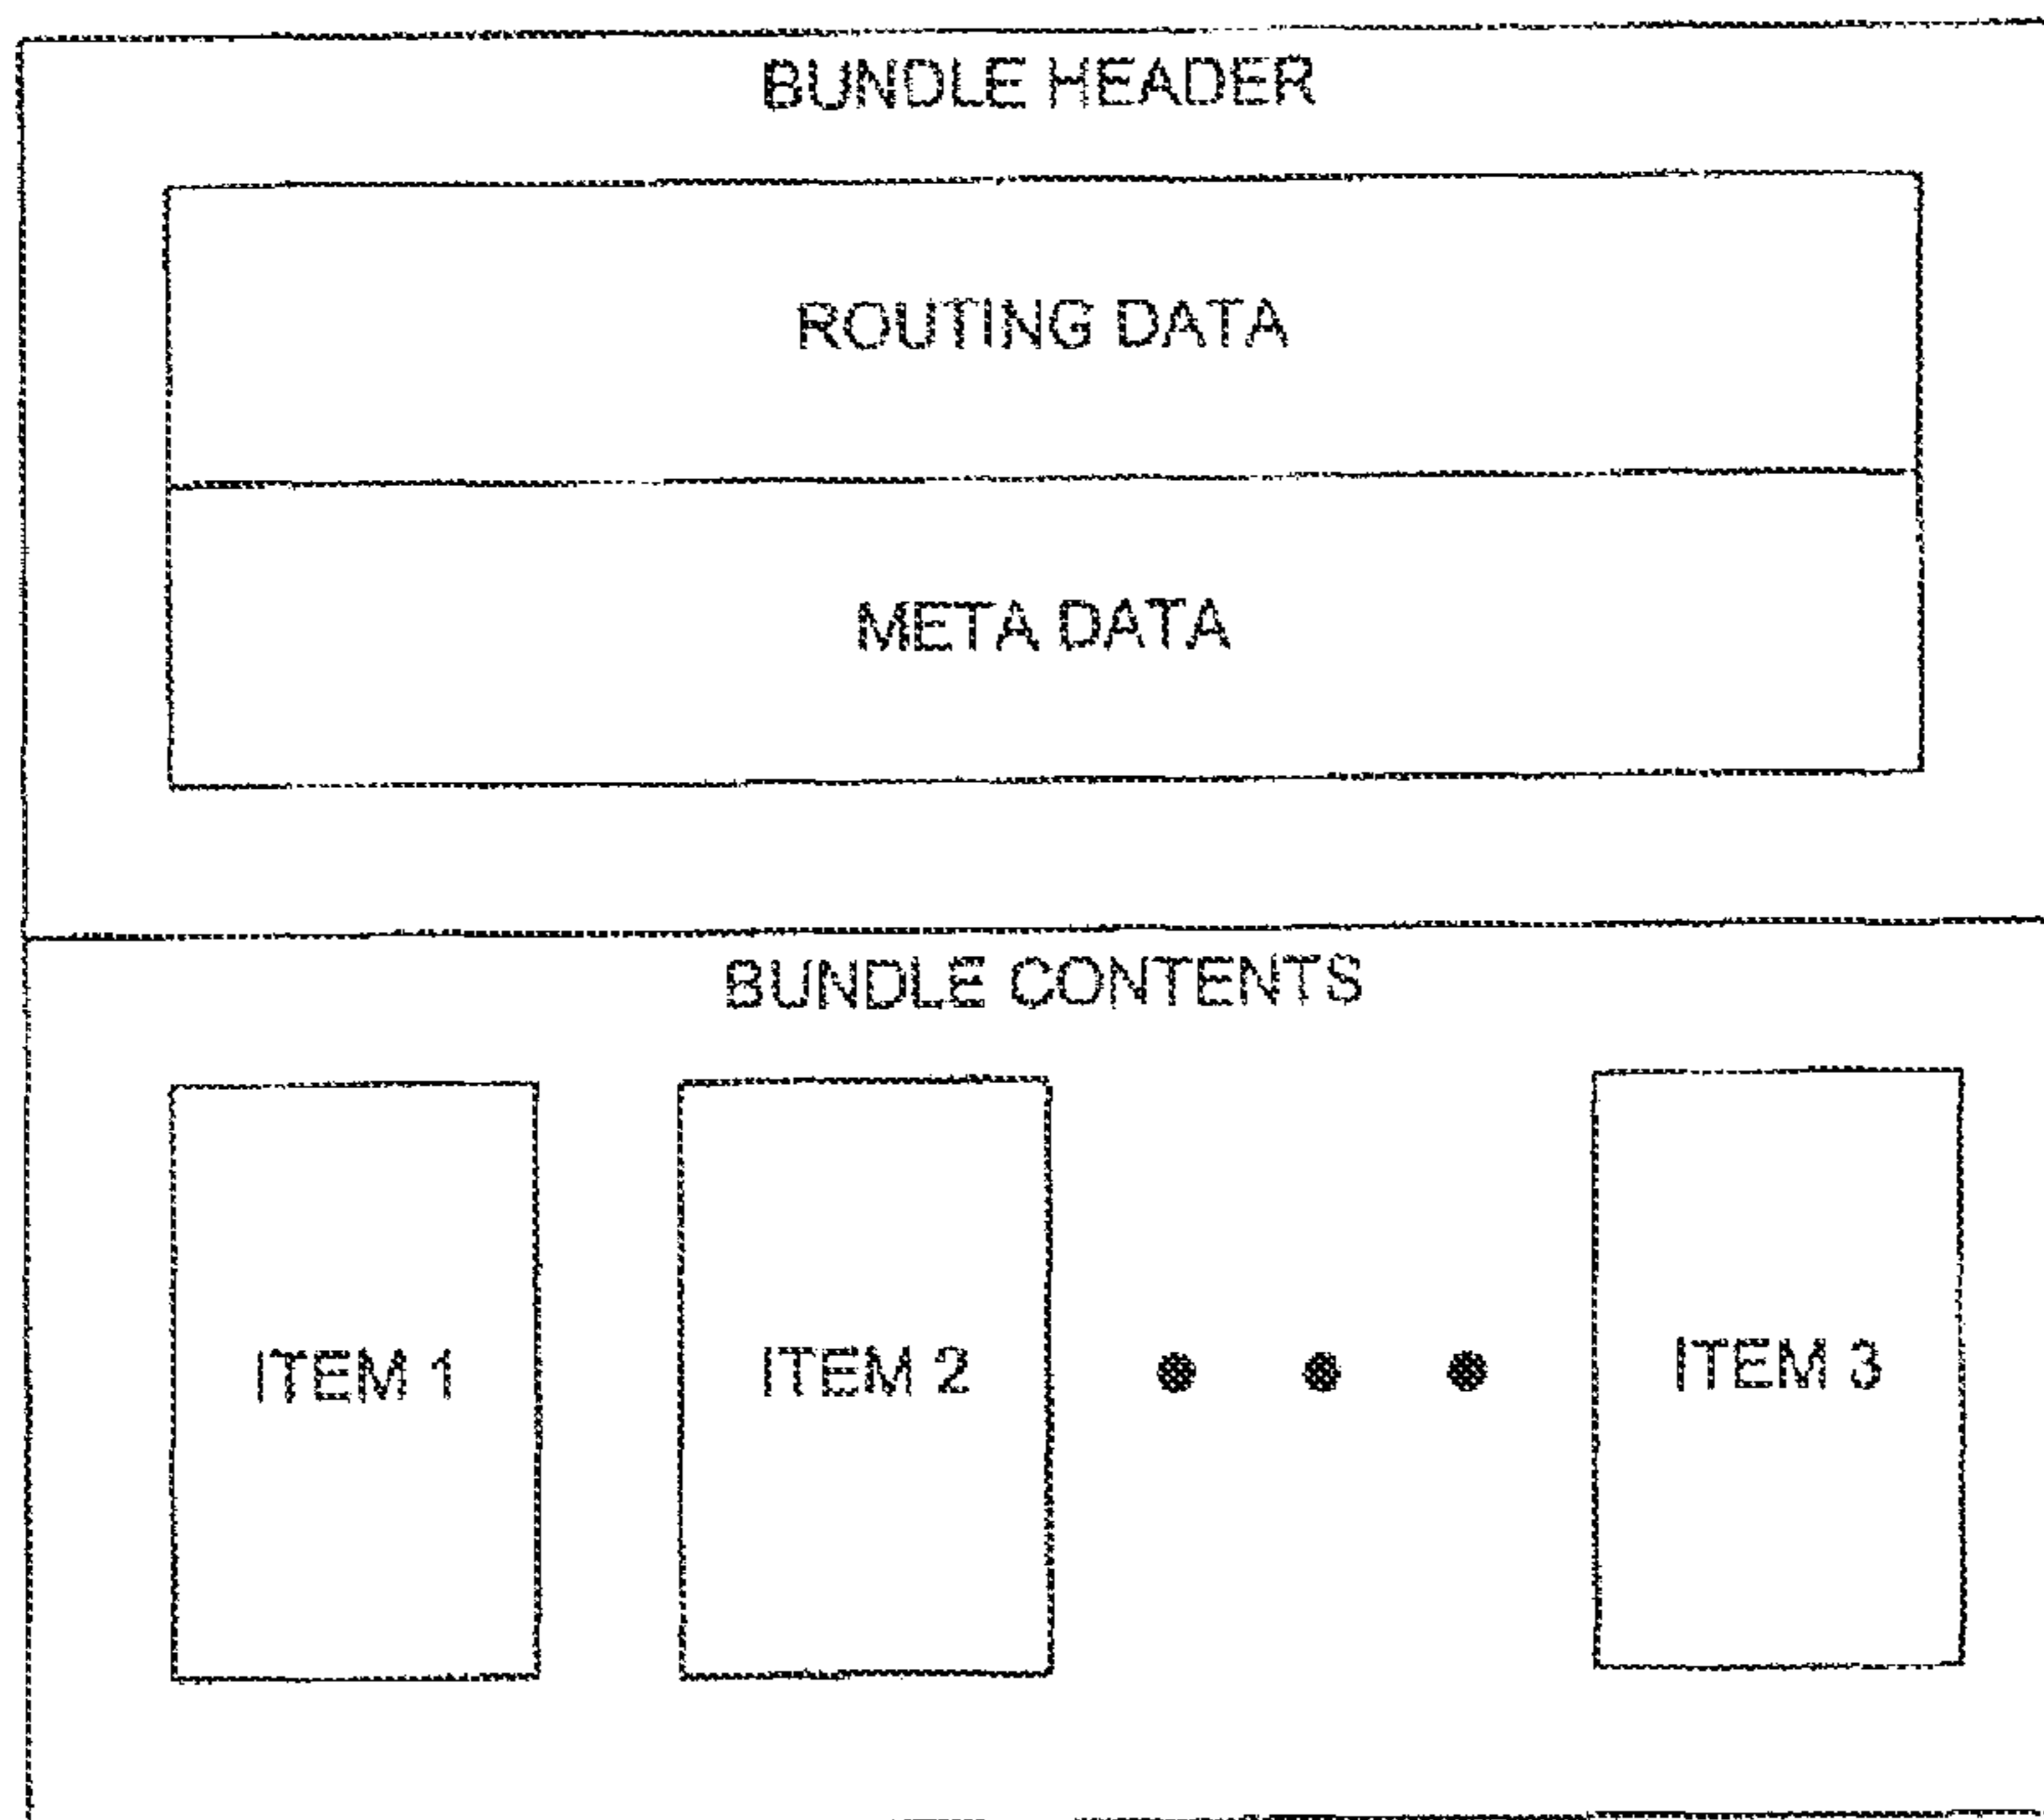 BUNDLE HEADER
ROUTING DATA
META DATA
BUNDLE CONTENTS
ITEM 1
ITEM 2
ITEM 3